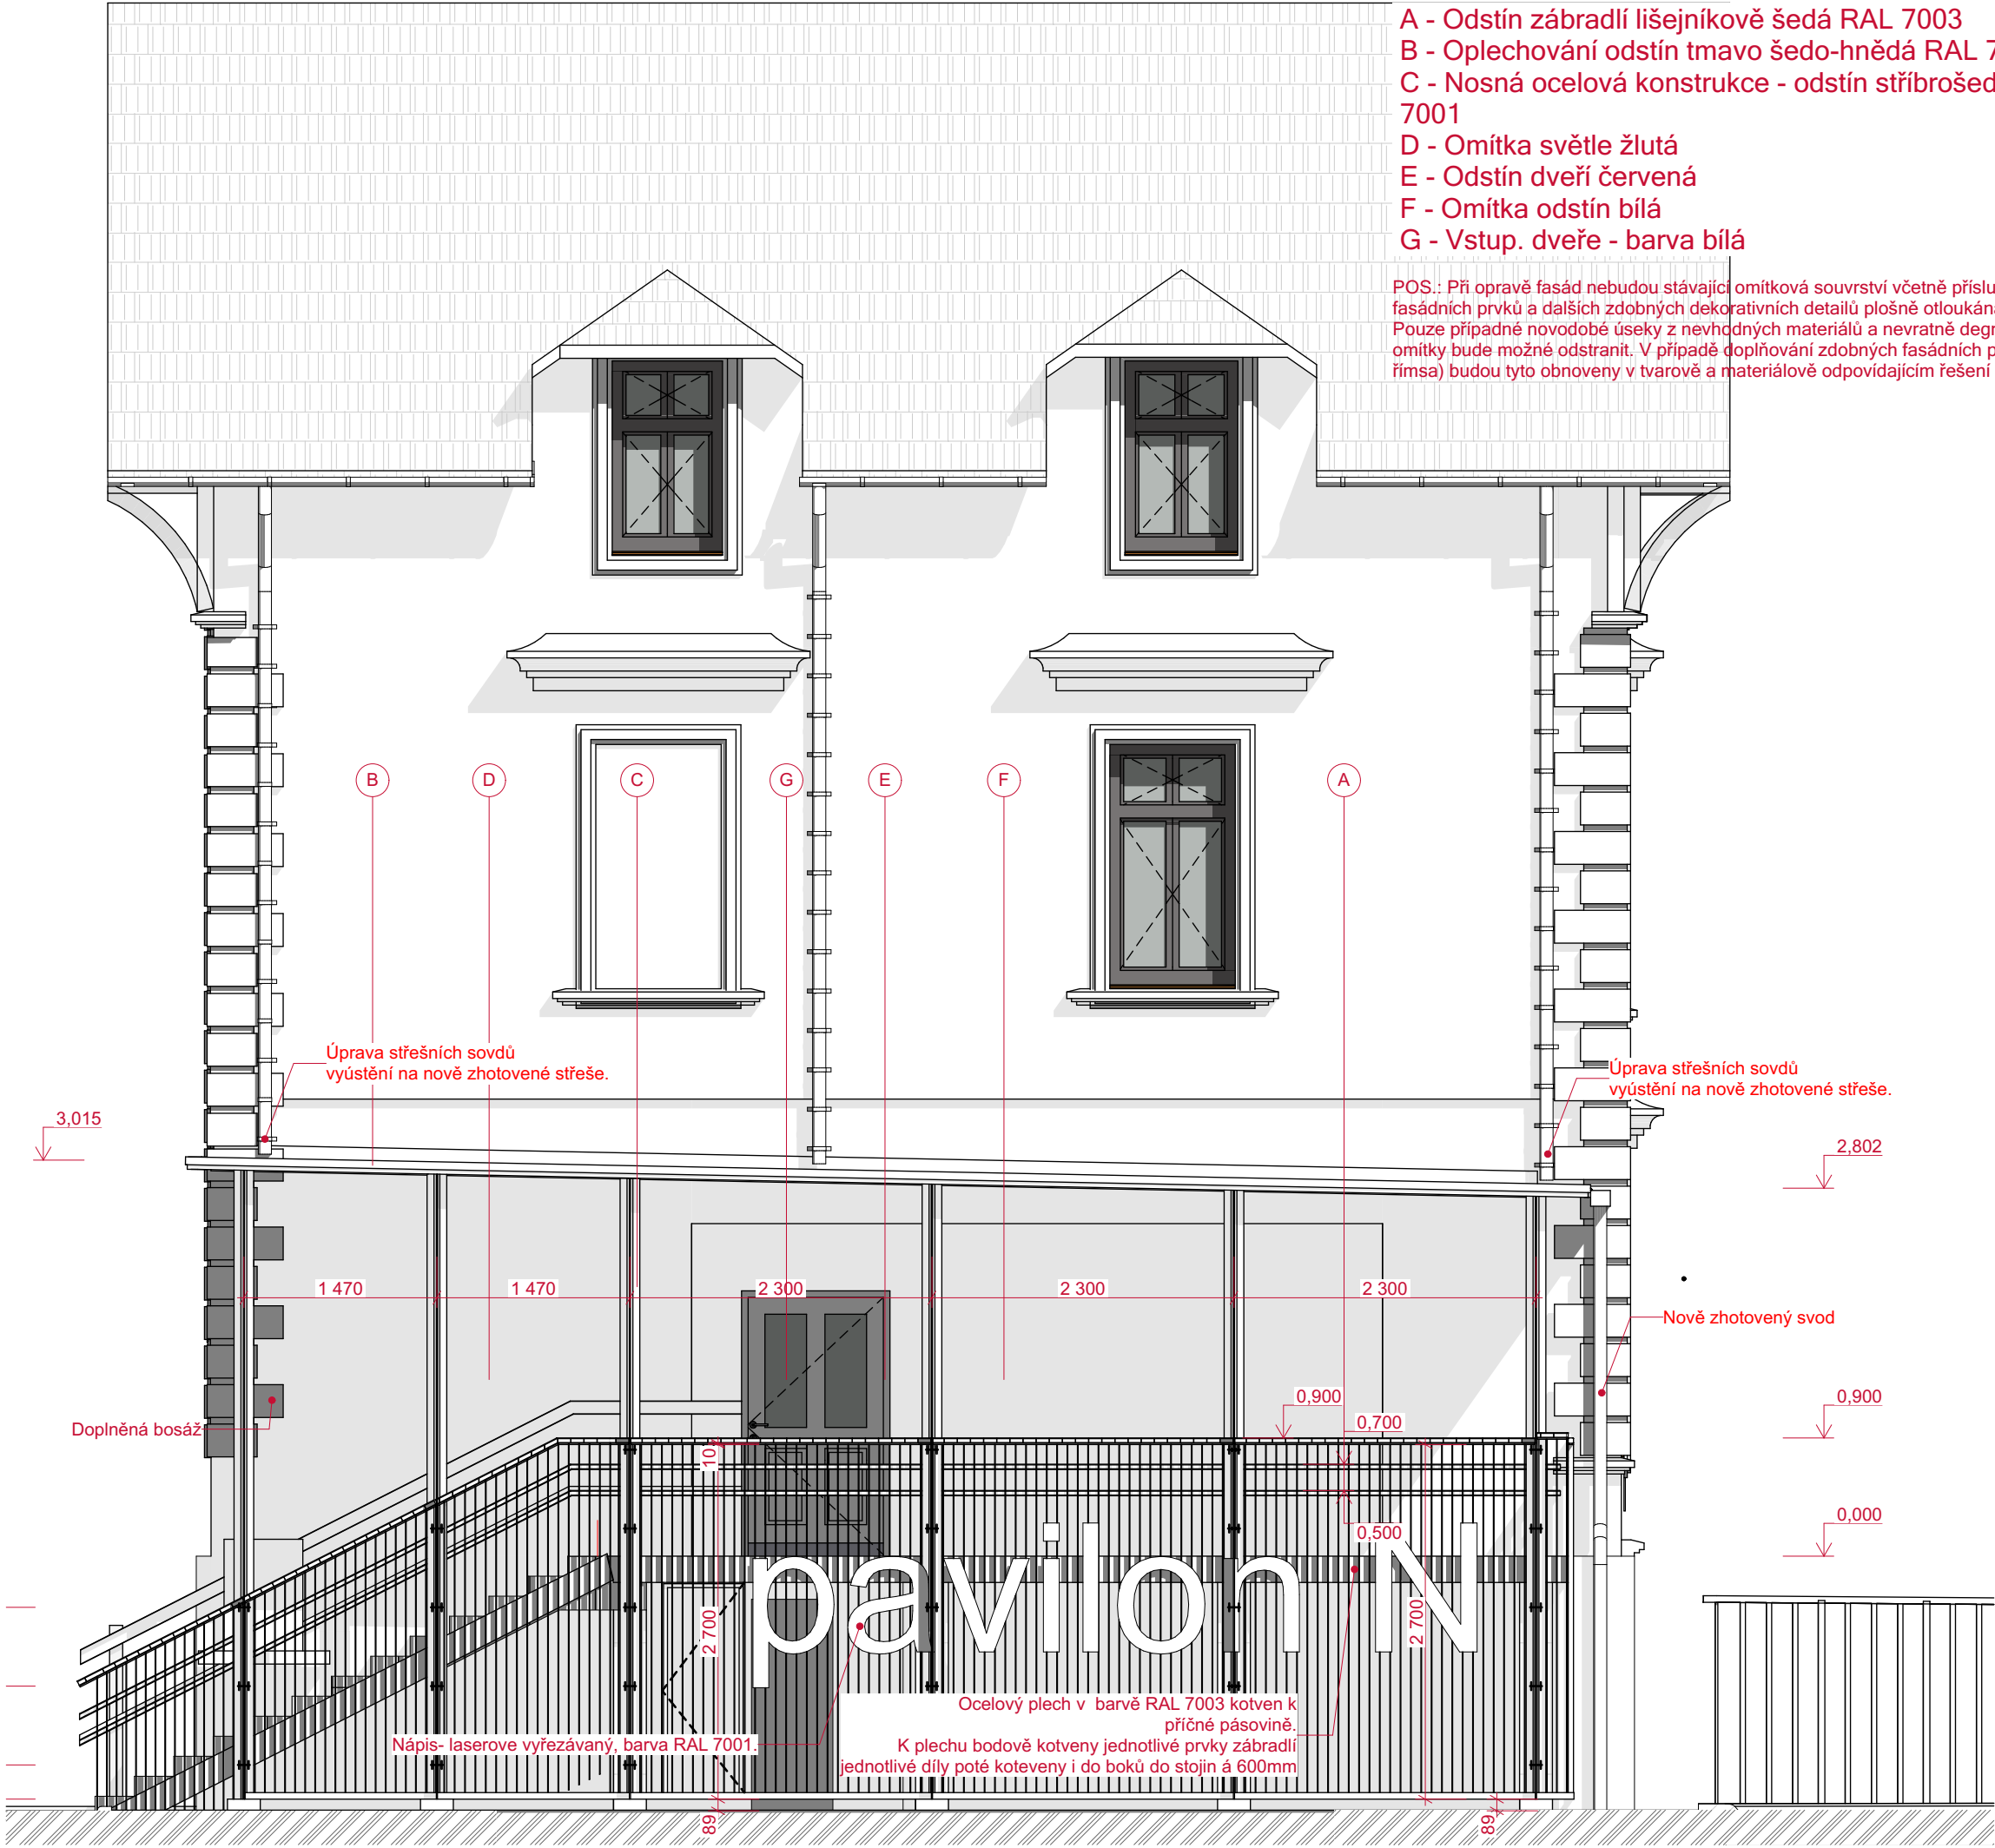 A - Odstín zábradlí lišejníkově šedá RAL 7003
B - Oplechování odstín tmavo šedo-hnědá RAL 7
C - Nosná ocelová konstrukce - odstín stříbrošed
7001
D - Omítka světle žlutá
E - Odstín dveří červená
F - Omítka odstín bílá
G - Vstup. dveře - barva bílá
POS.: Při opravě fasád nebudou stávající omítková souvrství včetně příslu
fasádních prvků a dalších zdobných dekorativních detailů plošně otloukán
Pouze případné novodobé úseky z nevhodných materiálů a nevratně degr
omítky bude možné odstranit. V případě doplňování zdobných fasádních p
římsa) budou tyto obnoveny v tvarově a materiálově odpovídajícím řešení
B D C G E F A
Úprava střešních sovdů
vyústění na nově zhotovené střeše.
Úprava střešních sovdů
vyústění na nově zhotovené střeše.
3,015
2,802
1 470 1 470 2 300 2 300 2 300
Nově zhotovený svod
0,900
0,900
0,700
Doplněná bosáž
10
0,500
0,000
pavilon N
2 700
2 700
Ocelový plech v barvě RAL 7003 kotven k
příčné pásovině.
K plechu bodově kotveny jednotlivé prvky zábradlí
jednotlivé díly poté koteveny i do boků do stojin á 600mm
Nápis- laserove vyřezávaný, barva RAL 7001.
89
89